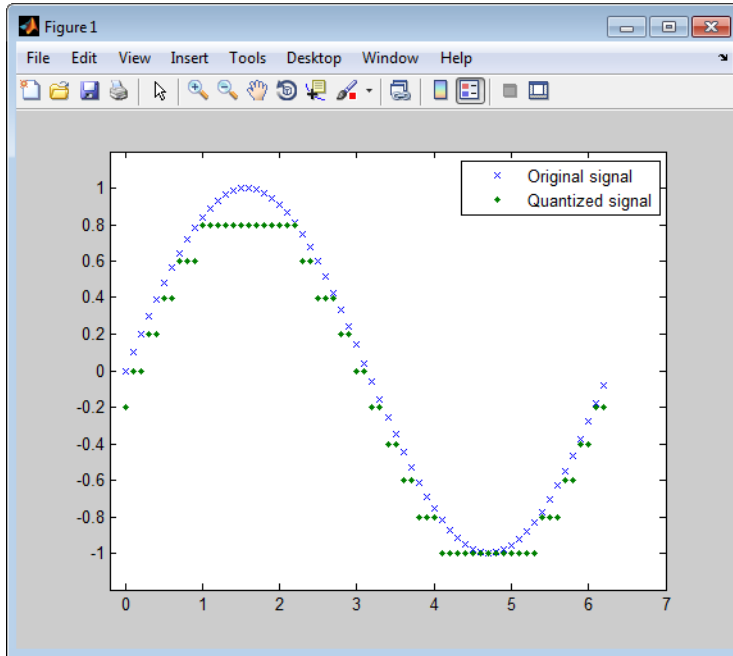 Figure 1
File Edit View Insert Tools Desktop Window Help
Original signal
Quantized signal
1
0.8
0.6
0.4
0.2
0
-0.2
-0.4
-0.6
-0.8
-1
0 1 2 3 4 5 6 7